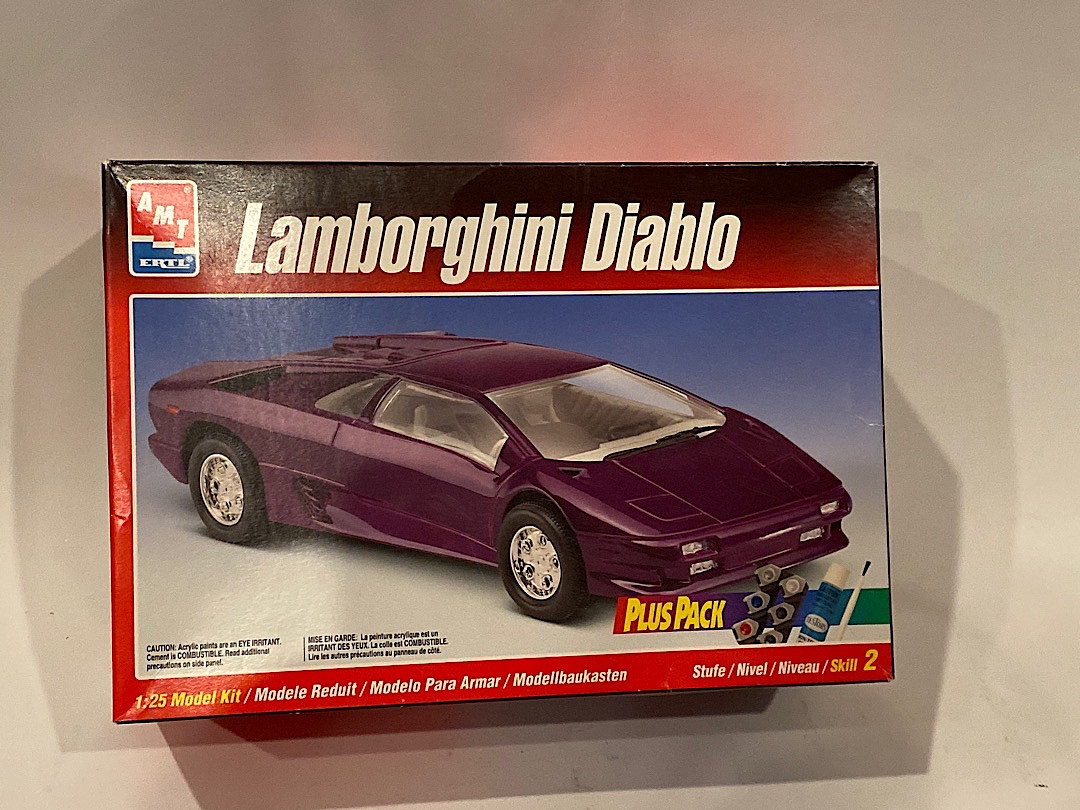 AMT
ERTL®
Lamborghini Diablo
PLUS PACK
CAUTION: Acrylic paints are an EYE IRRITANT.
Cement is COMBUSTIBLE. Read additional
precautions on side panel.
MISE EN GARDE: La peinture acrylique est un
IRRITANT DES YEUX. La colle est COMBUSTIBLE.
Lire les autres précautions au panneau de côté.
1:25 Model Kit / Modele Reduit / Modelo Para Armar / Modellbaukasten
Stufe / Nivel / Niveau / Skill 2